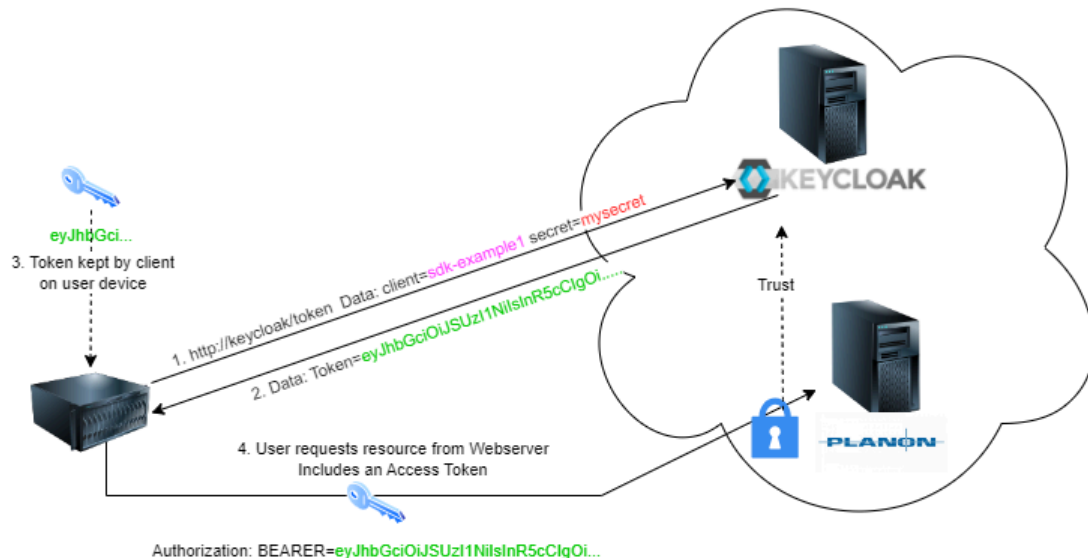 KEYCLOAK
1. http://keycloak/token Data: client=sdk-example1 secret=mysecret
eyJhbGci...
3. Token kept by client
on user device
2. Data: Token=eyJhbGciOiJSUzI1NiIsInR5cCIgOi.....
Trust
PLANON
4. User requests resource from Webserver
Includes an Access Token
Authorization: BEARER=eyJhbGciOiJSUzI1NiIsInR5cCIgOi...